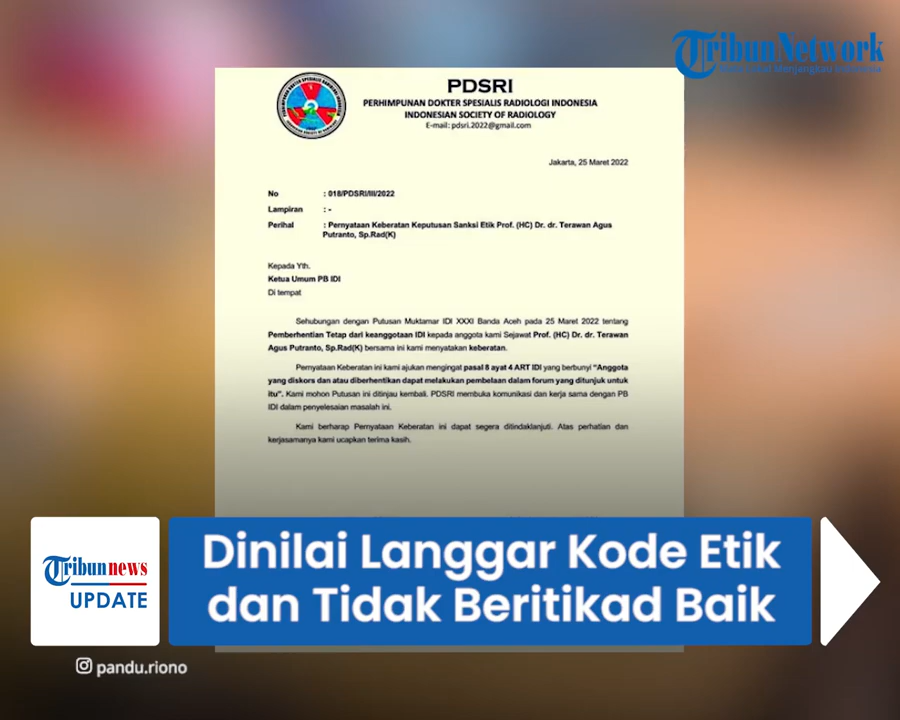 TribunNetwork
PDSRI
PERHIMPUNAN DOKTER SPESIALIS RADIOLOGI INDONESIA
INDONESIAN SOCIETY OF RADIOLOGY
E-mail: pdsri.2022@gmail.com
Jakarta, 25 Maret 2022
No : 018/PDSRI/III/2022
Lampiran : -
Perihal : Pernyataan Keberatan Keputusan Sanksi Etik Prof. (HC) Dr. dr. Terawan Agus
Putranto, Sp.Rad(K)
Kepada Yth.
Ketua Umum PB IDI
Di tempat
Sehubungan dengan Putusan Muktamar IDI XXXI Banda Aceh pada 25 Maret 2022 tentang
Pemberhentian Tetap dari keanggotaan IDI kepada anggota kami Sejawat Prof. (HC) Dr. dr. Terawan
Agus Putranto, Sp.Rad(K) bersama ini kami menyatakan keberatan.
Pernyataan Keberatan ini kami ajukan mengingat pasal 8 ayat 4 ART IDI yang berbunyi “Anggota
yang diskors dan atau diberhentikan dapat melakukan pembelaan dalam forum yang ditunjuk untuk
itu”. Kami mohon Putusan ini ditinjau kembali. PDSRI membuka komunikasi dan kerja sama dengan PB
IDI dalam penyelesaian masalah ini.
Kami berharap Pernyataan Keberatan ini dapat segera ditindaklanjuti. Atas perhatian dan
kerjasamanya kami ucapkan terima kasih.
Tribunnews
UPDATE
Dinilai Langgar Kode Etik
dan Tidak Beritikad Baik
pandu.riono